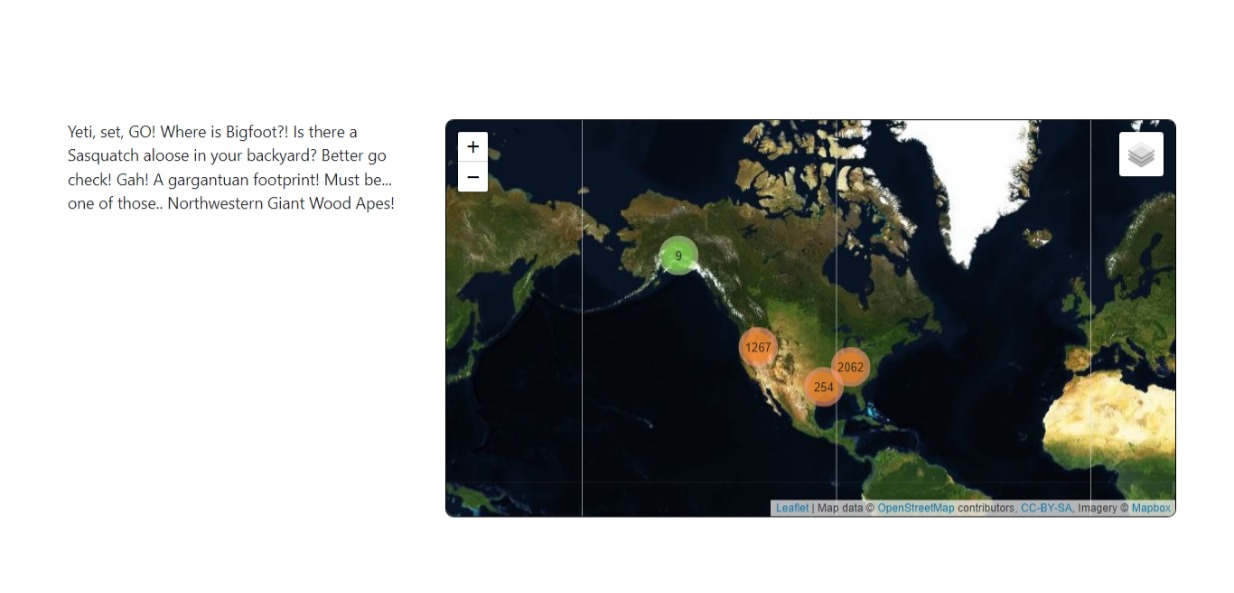 Yeti, set, GO! Where is Bigfoot?! Is there a
Sasquatch aloose in your backyard? Better go
check! Gah! A gargantuan footprint! Must be...
one of those.. Northwestern Giant Wood Apes!
+
−
9
1267
2062
254
Leaflet | Map data © OpenStreetMap contributors, CC-BY-SA, Imagery © Mapbox